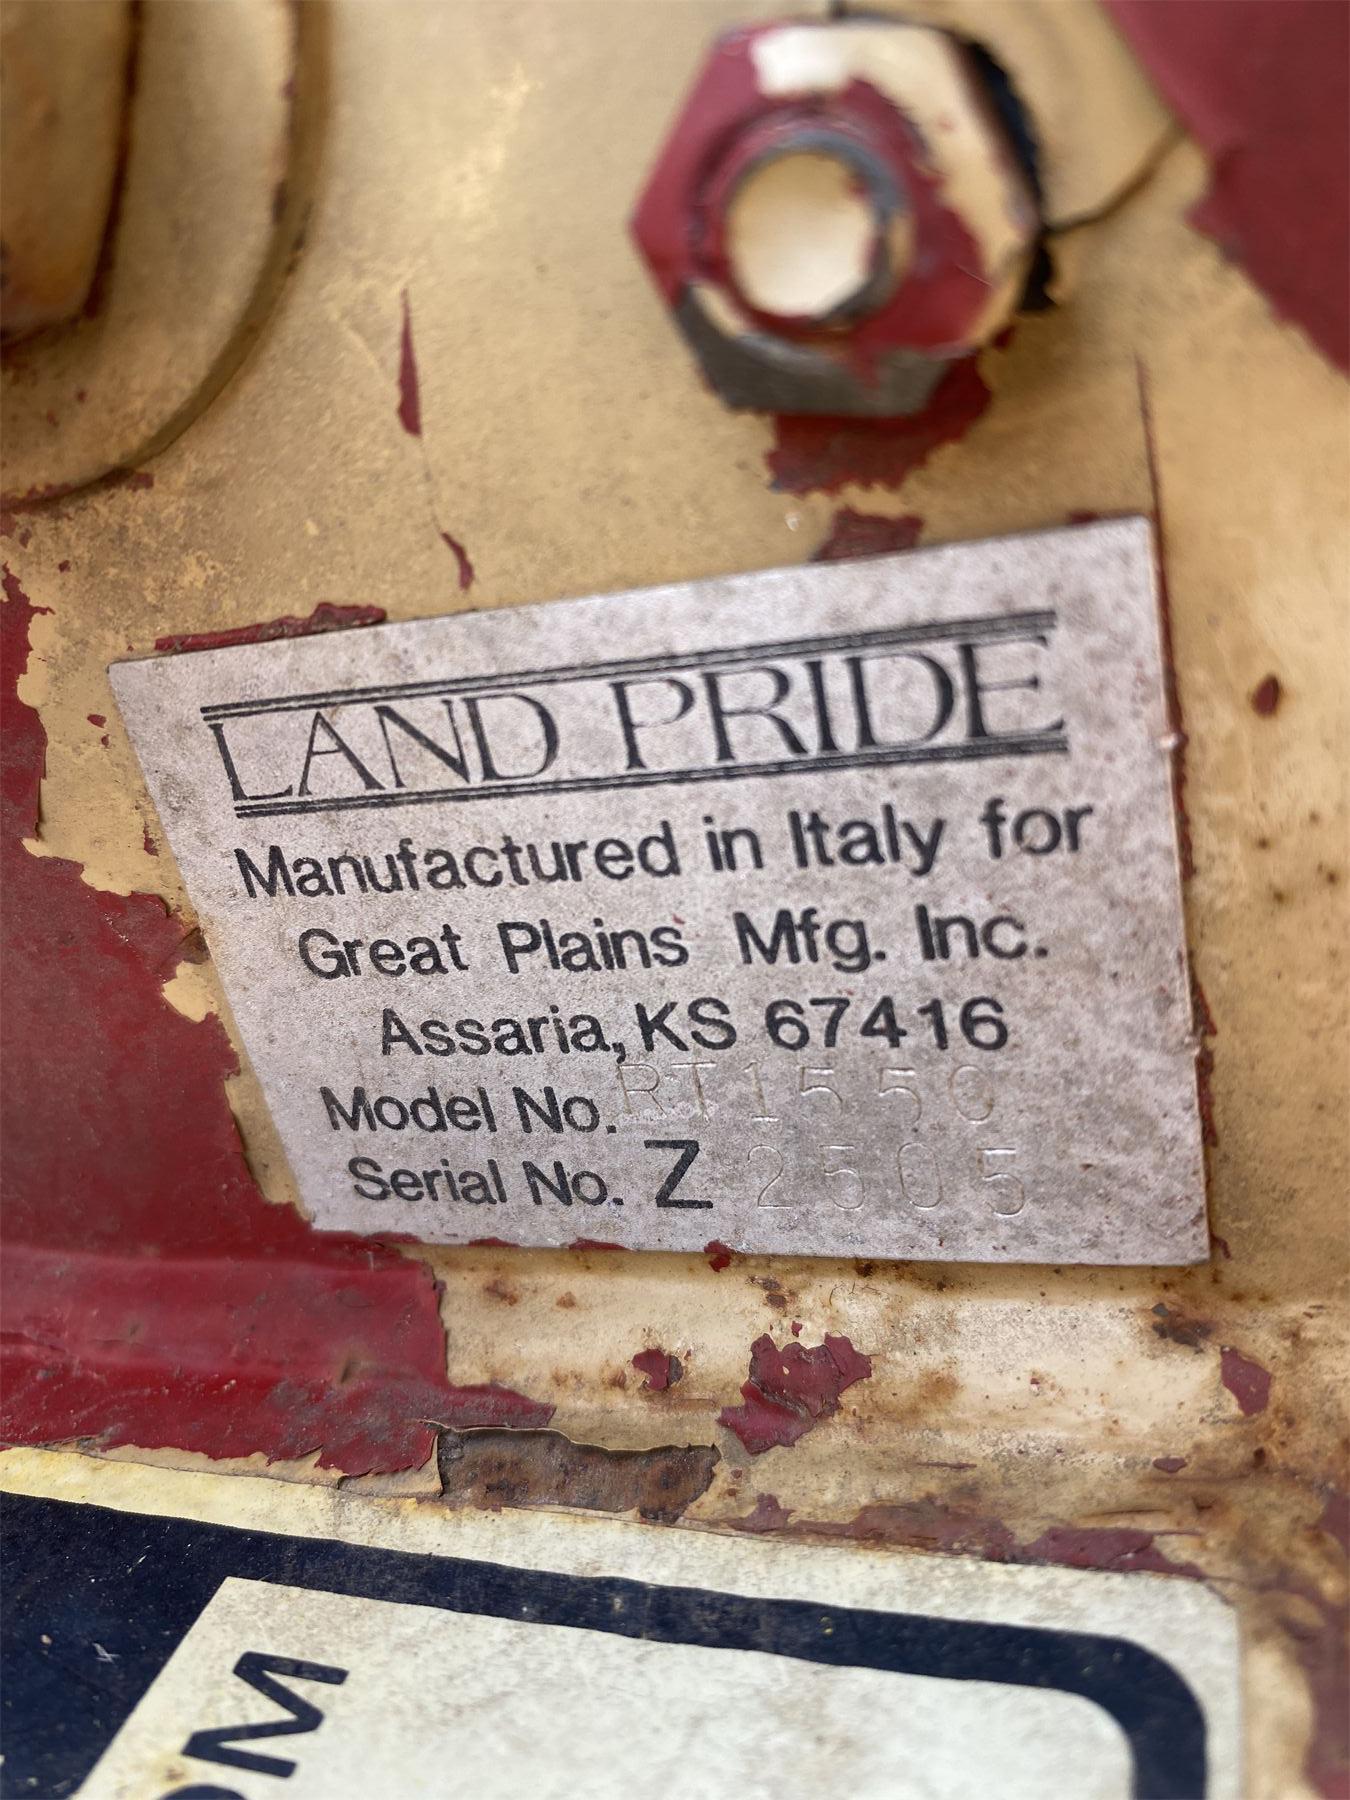 LAND PRIDE
Manufactured in Italy for
Great Plains Mfg. Inc.
Assaria, KS 67416
Model No. RT1550
Serial No. Z 2505
OM